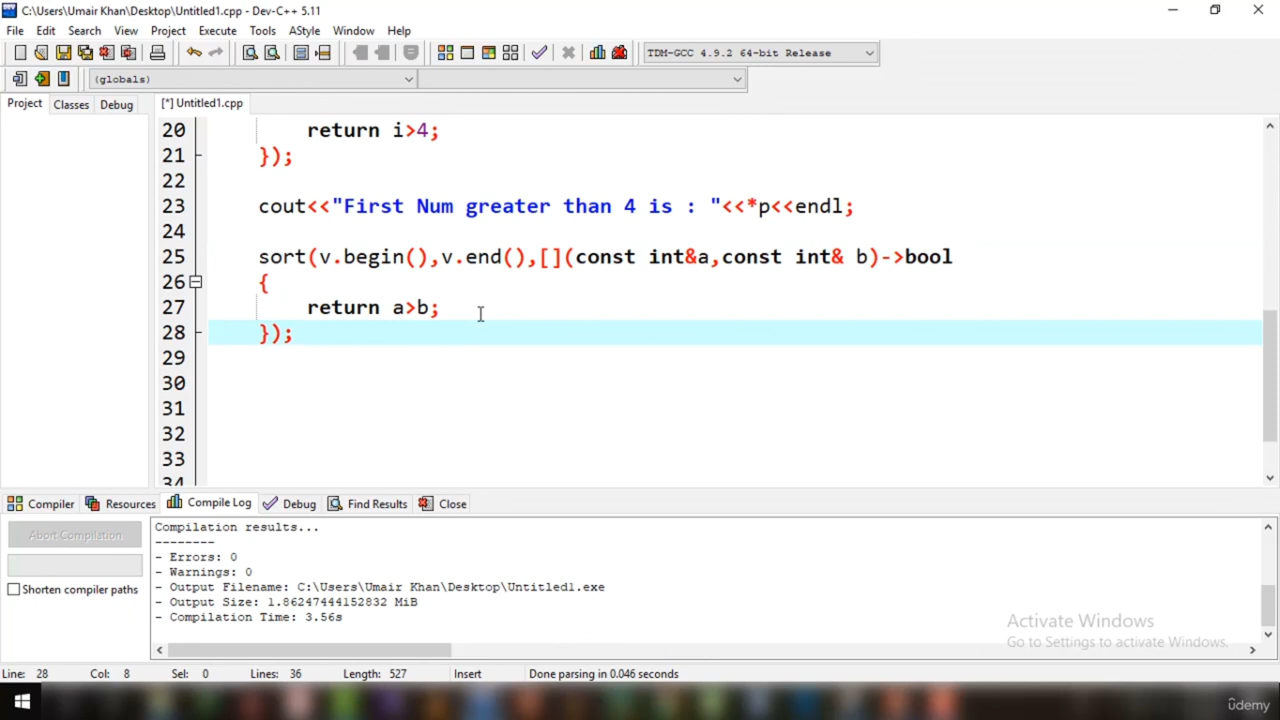 C:\Users\Umair Khan\Desktop\Untitled1.cpp - Dev-C++ 5.11
File Edit Search View Project Execute Tools AStyle Window Help
TDM-GCC 4.9.2 64-bit Release
(globals)
Project Classes Debug [*] Untitled1.cpp
20 return i>4;
21 });
22
23 cout<<"First Num greater than 4 is : "<<*p<<endl;
24
25 sort(v.begin(),v.end(),[](const int&a,const int& b)->bool
26 {
27 return a>b;
28 });
29
30
31
32
33
34
Compiler Resources Compile Log Debug Find Results Close
Abort Compilation
Shorten compiler paths
Compilation results...
--------
- Errors: 0
- Warnings: 0
- Output Filename: C:\Users\Umair Khan\Desktop\Untitled1.exe
- Output Size: 1.86247444152832 MiB
- Compilation Time: 3.56s
Activate Windows
Go to Settings to activate Windows.
Line: 28 Col: 8 Sel: 0 Lines: 36 Length: 527 Insert Done parsing in 0.046 seconds
ûdemy